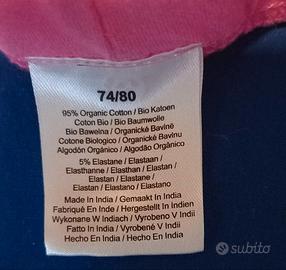 74/80
95% Organic Cotton / Bio Katoen
Coton Bio / Bio Baumwolle
Bio Bawelna / Organické Bavlně
Cotone Biologico / Organické Bavlnu
Algodón Orgánico / Algodão Orgânico
5% Elastane / Elastaan /
Elasthanne / Elasthan / Elastan /
Elastan / Elastane /
Elastan / Elastano / Elastano
Made In India / Gemaakt In India
Fabriqué En Inde / Hergestellt In Indien
Wykonane W Indiach / Vyrobeno V Indii
Fatto In India / Vyrobené V Indii
Hecho En India / Hecho En India
subito